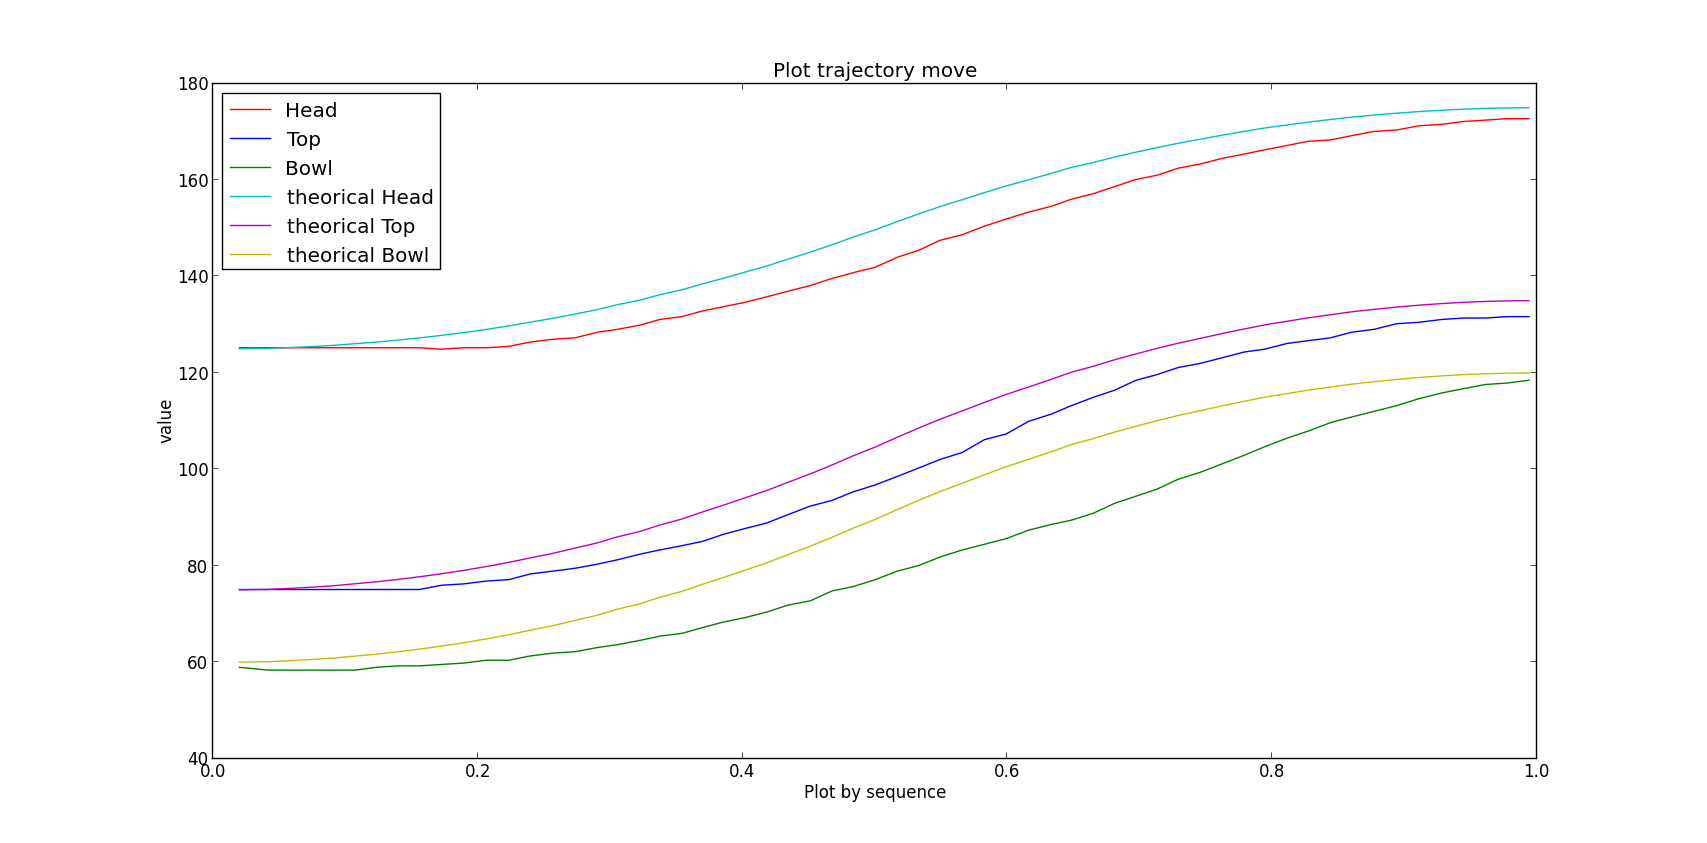 Plot trajectory move
180
160
140
120
100
80
60
40
value
Head
Top
Bowl
theorical Head
theorical Top
theorical Bowl
0.0 0.2 0.4 0.6 0.8 1.0
Plot by sequence